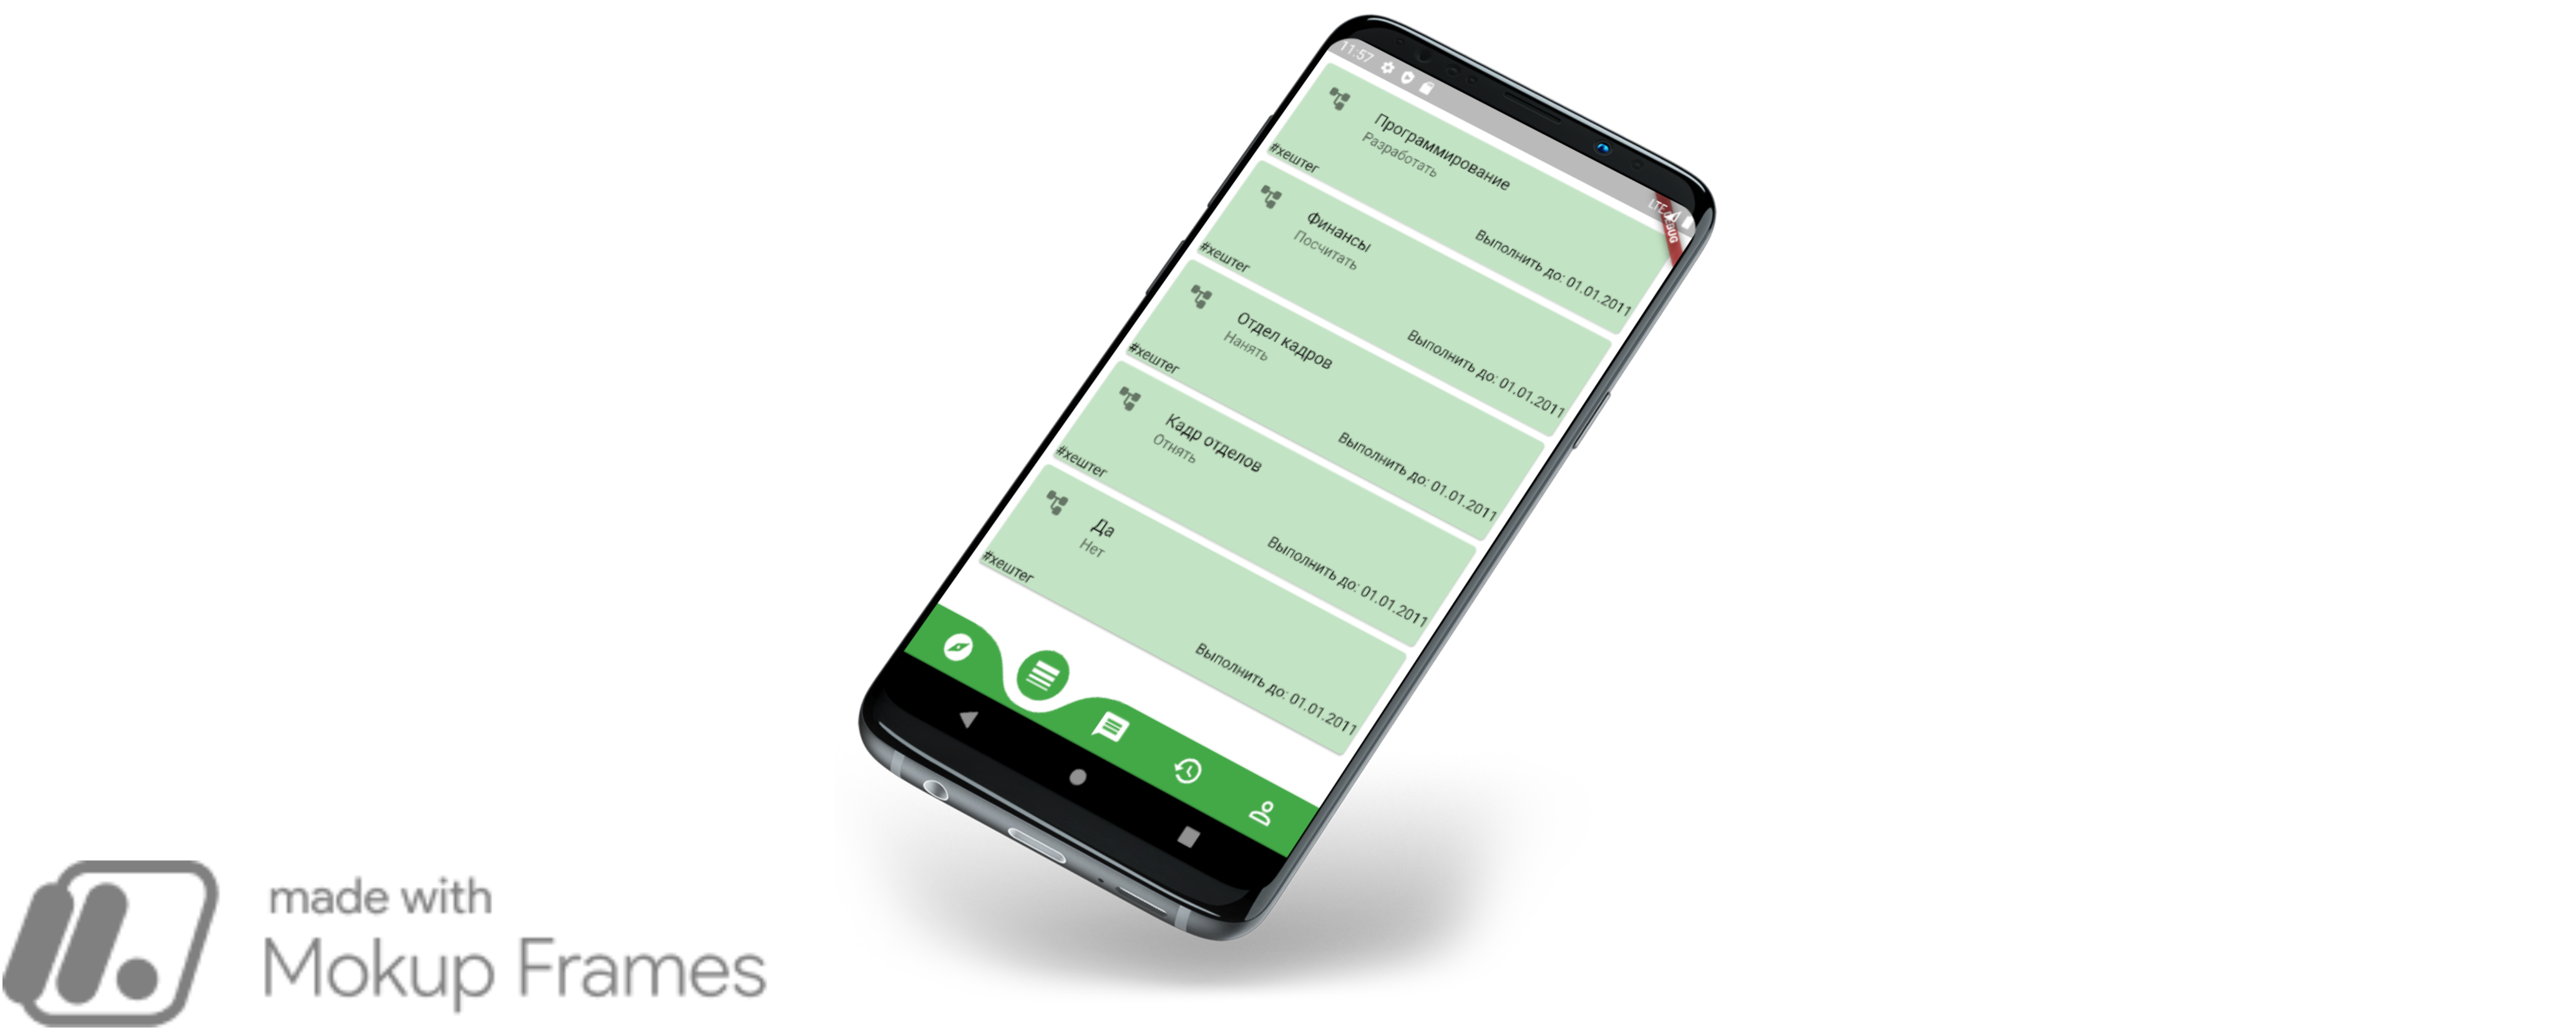 11:57
LTE
Программирование
Разработать
#хештег
Выполнить до: 01.01.2011
Финансы
Посчитать
#хештег
Выполнить до: 01.01.2011
Отдел кадров
Нанять
#хештег
Выполнить до: 01.01.2011
Кадр отделов
Отнять
#хештег
Выполнить до: 01.01.2011
Да
Нет
#хештег
Выполнить до: 01.01.2011
made with
Mokup Frames